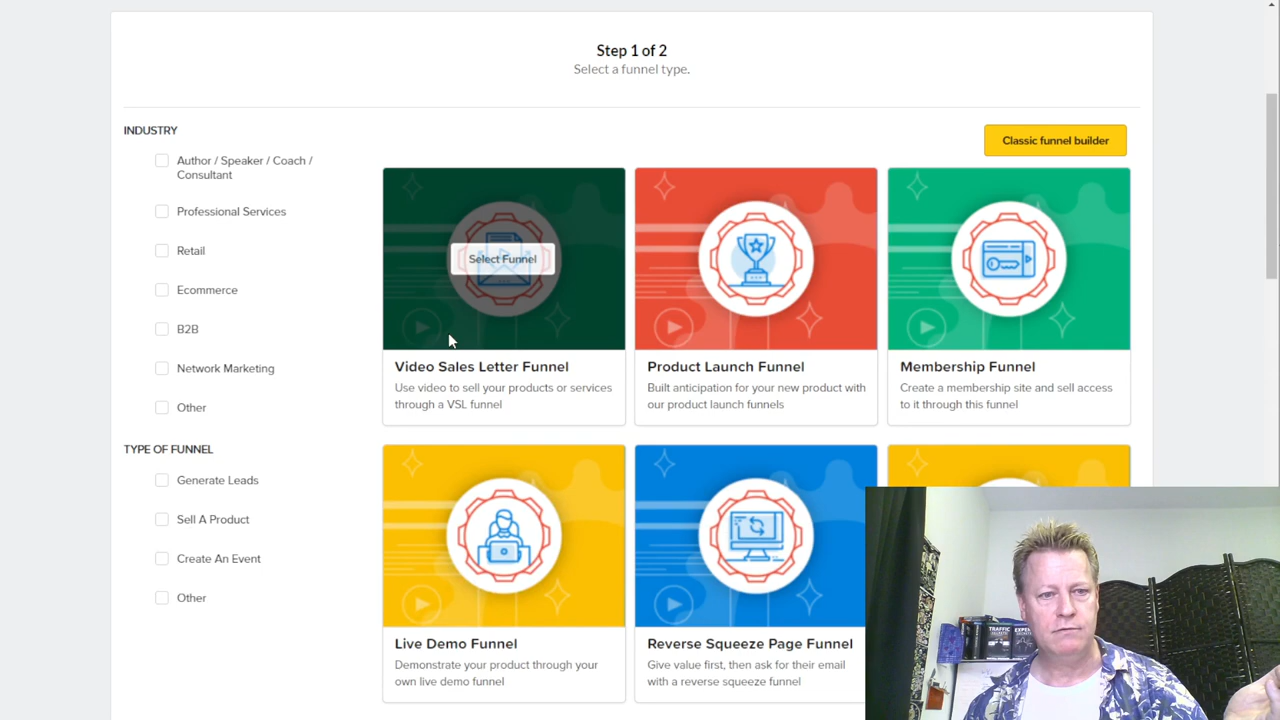 Step 1 of 2
Select a funnel type.
INDUSTRY
Classic funnel builder
Author / Speaker / Coach /
Consultant
Professional Services
Retail
Ecommerce
B2B
Network Marketing
Other
TYPE OF FUNNEL
Generate Leads
Sell A Product
Create An Event
Other
Select Funnel
Video Sales Letter Funnel
Use video to sell your products or services
through a VSL funnel
Product Launch Funnel
Built anticipation for your new product with
our product launch funnels
Membership Funnel
Create a membership site and sell access
to it through this funnel
Live Demo Funnel
Demonstrate your product through your
own live demo funnel
Reverse Squeeze Page Funnel
Give value first, then ask for their email
with a reverse squeeze funnel
TRAFFIC